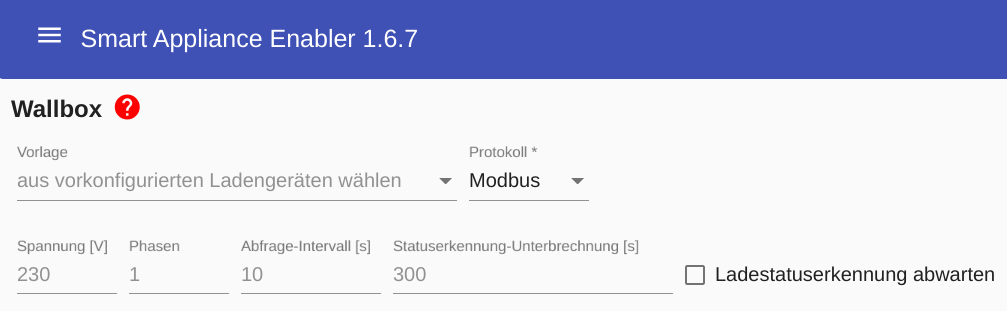 Smart Appliance Enabler 1.6.7
Wallbox ?
Vorlage Protokoll *
aus vorkonfigurierten Ladengeräten wählen Modbus
Spannung [V] Phasen Abfrage-Intervall [s] Statuserkennung-Unterbrechnung [s]
230 1 10 300 Ladestatuserkennung abwarten